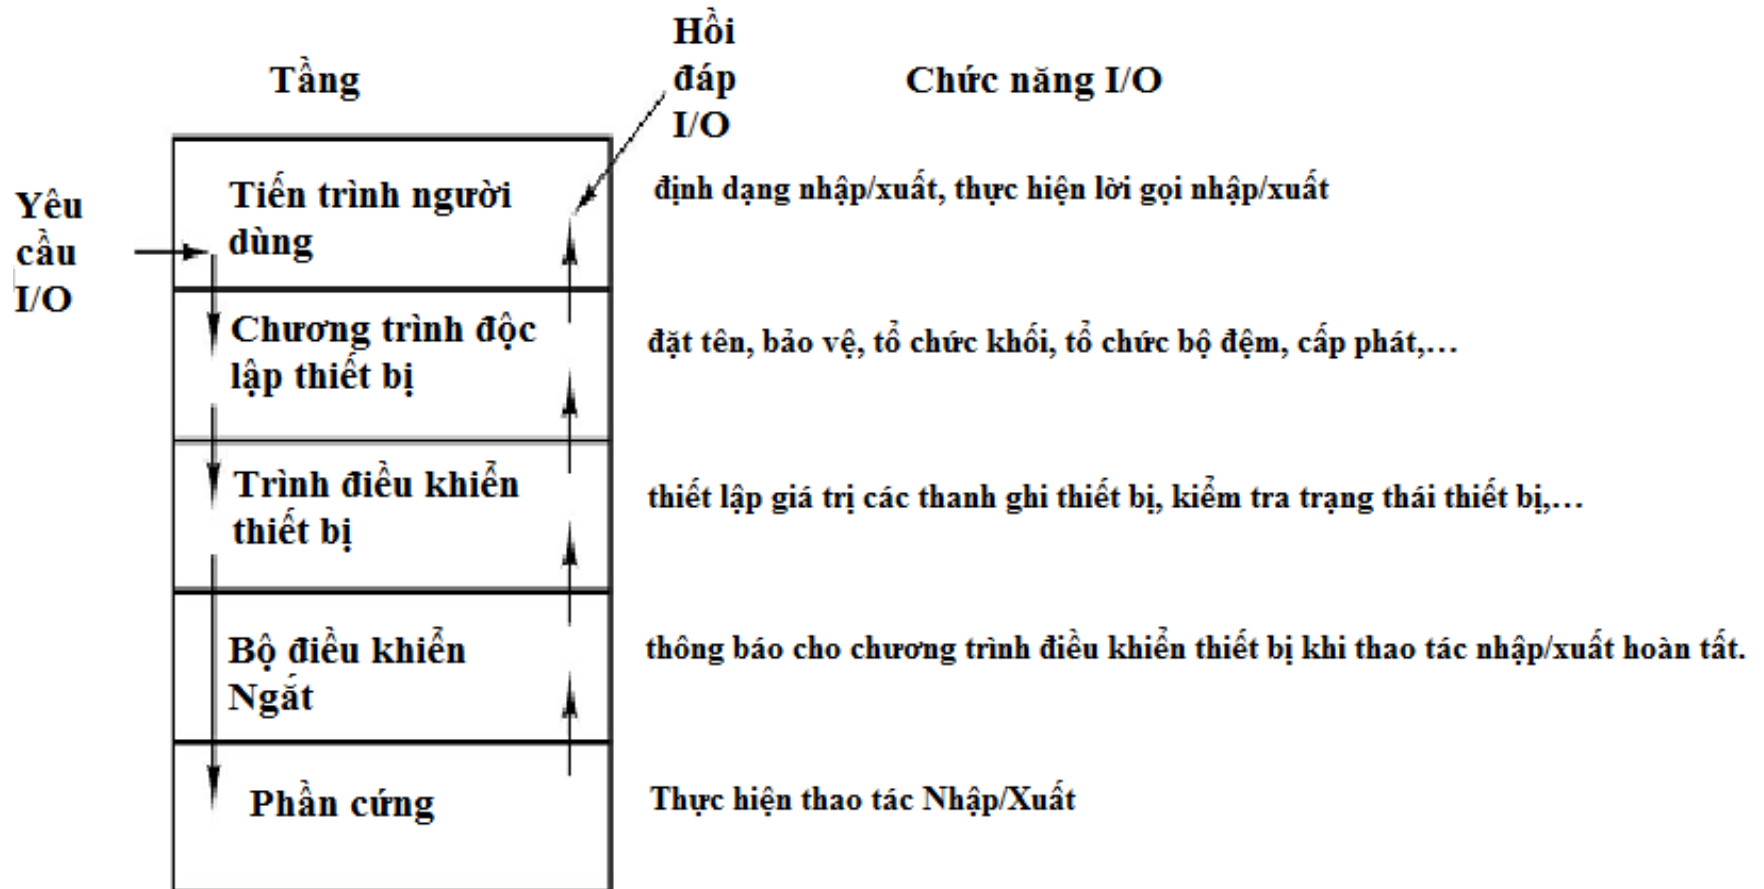 Tầng
Hồi
đáp
I/O
Chức năng I/O
Yêu
cầu
I/O
Tiến trình người
dùng
định dạng nhập/xuất, thực hiện lời gọi nhập/xuất
Chương trình độc
lập thiết bị
đặt tên, bảo vệ, tổ chức khối, tổ chức bộ đệm, cấp phát,…
Trình điều khiển
thiết bị
thiết lập giá trị các thanh ghi thiết bị, kiểm tra trạng thái thiết bị,…
Bộ điều khiển
Ngắt
thông báo cho chương trình điều khiển thiết bị khi thao tác nhập/xuất hoàn tất.
Phần cứng
Thực hiện thao tác Nhập/Xuất